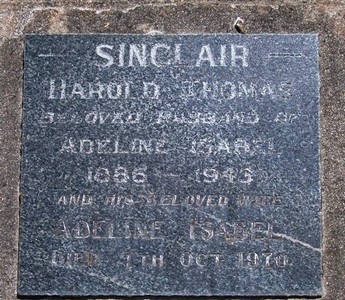 SINCLAIR
HAROLD THOMAS
BELOVED HUSBAND OF
ADELINE ISABEL
1886 - 1943
AND HIS BELOVED WIFE
ADELINE ISABEL
DIED 9TH OCT 1970